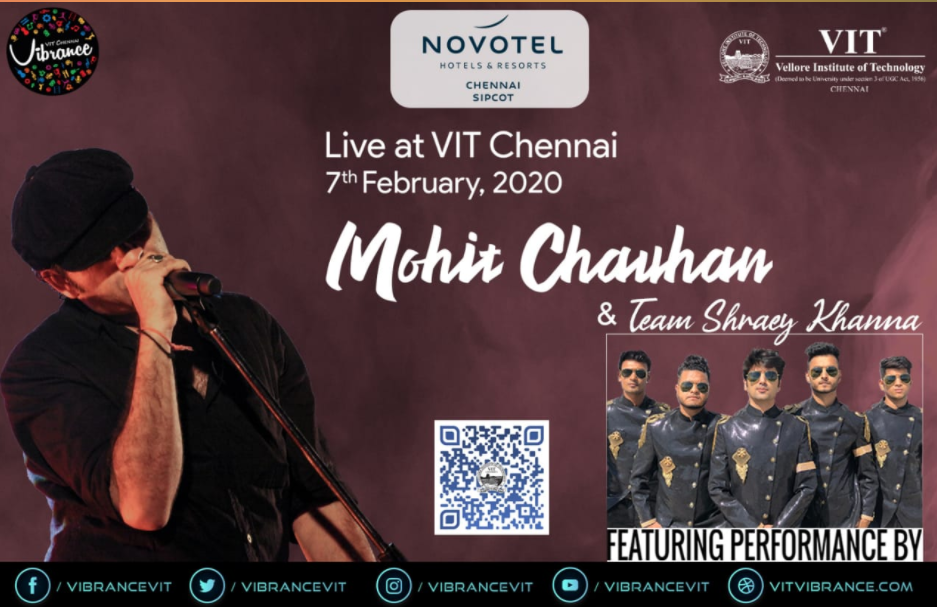 VIT CHENNAI
Vibrance
NOVOTEL
HOTELS & RESORTS
CHENNAI
SIPCOT
VIT®
Vellore Institute of Technology
(Deemed to be University under section 3 of UGC Act, 1956)
CHENNAI
Live at VIT Chennai
7th February, 2020
Mohit Chauhan
& Team Shraey Khanna
FEATURING PERFORMANCE BY
/ VIBRANCEVIT
/ VIBRANCEVIT
/ VIBRANCEVIT
/ VIBRANCEVIT
VITVIBRANCE.COM